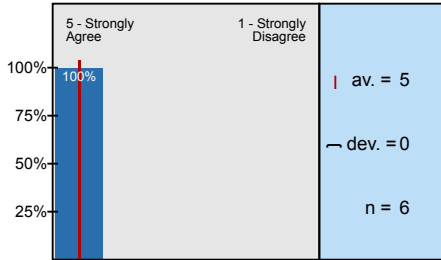 5 - Strongly Agree
1 - Strongly Disagree
100%
100%
75%
50%
25%
av. = 5
dev. = 0
n = 6